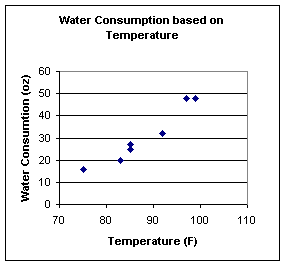 Water Consumption based on
Temperature
Water Consumtion (oz)
60
50
40
30
20
10
0
70 80 90 100 110
Temperature (F)